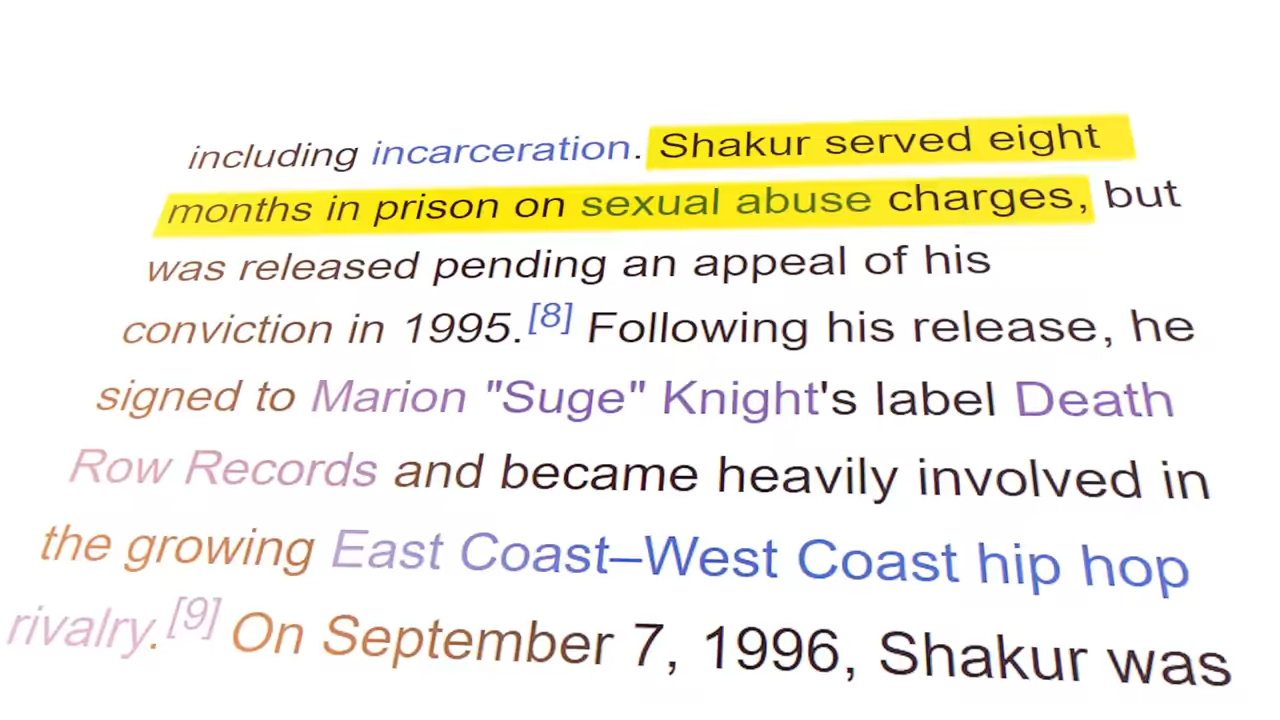 including incarceration. Shakur served eight
months in prison on sexual abuse charges, but
was released pending an appeal of his
conviction in 1995.[8] Following his release, he
signed to Marion "Suge" Knight's label Death
Row Records and became heavily involved in
the growing East Coast–West Coast hip hop
rivalry.[9] On September 7, 1996, Shakur was